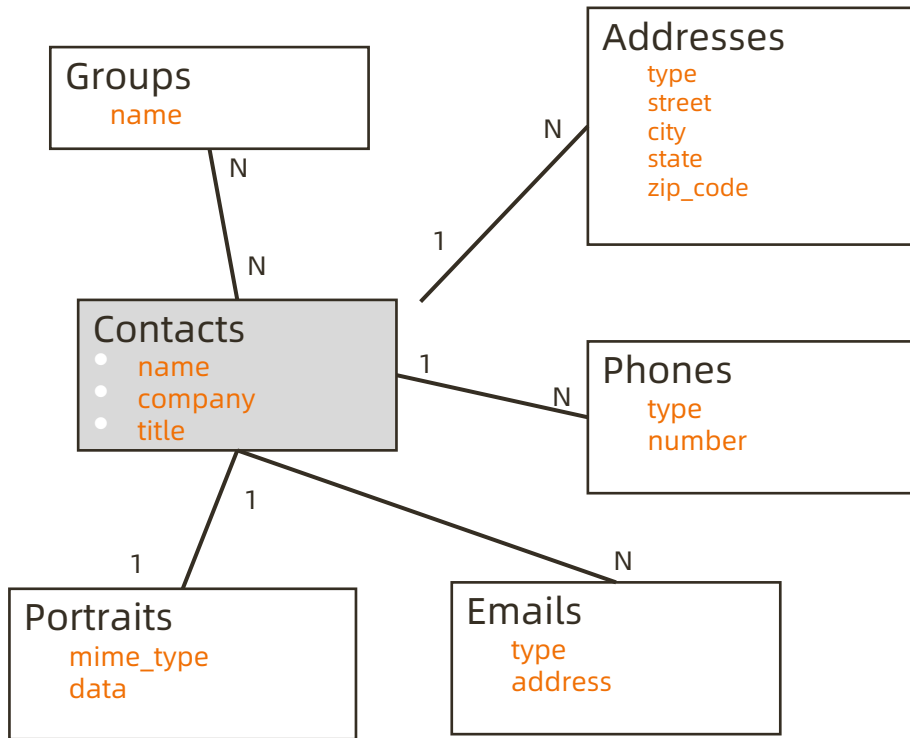 Groups
name
Addresses
type
street
city
state
zip_code
N
N
1
N
Contacts
name
company
title
1
N
Phones
type
number
1
1
N
Portraits
mime_type
data
Emails
type
address